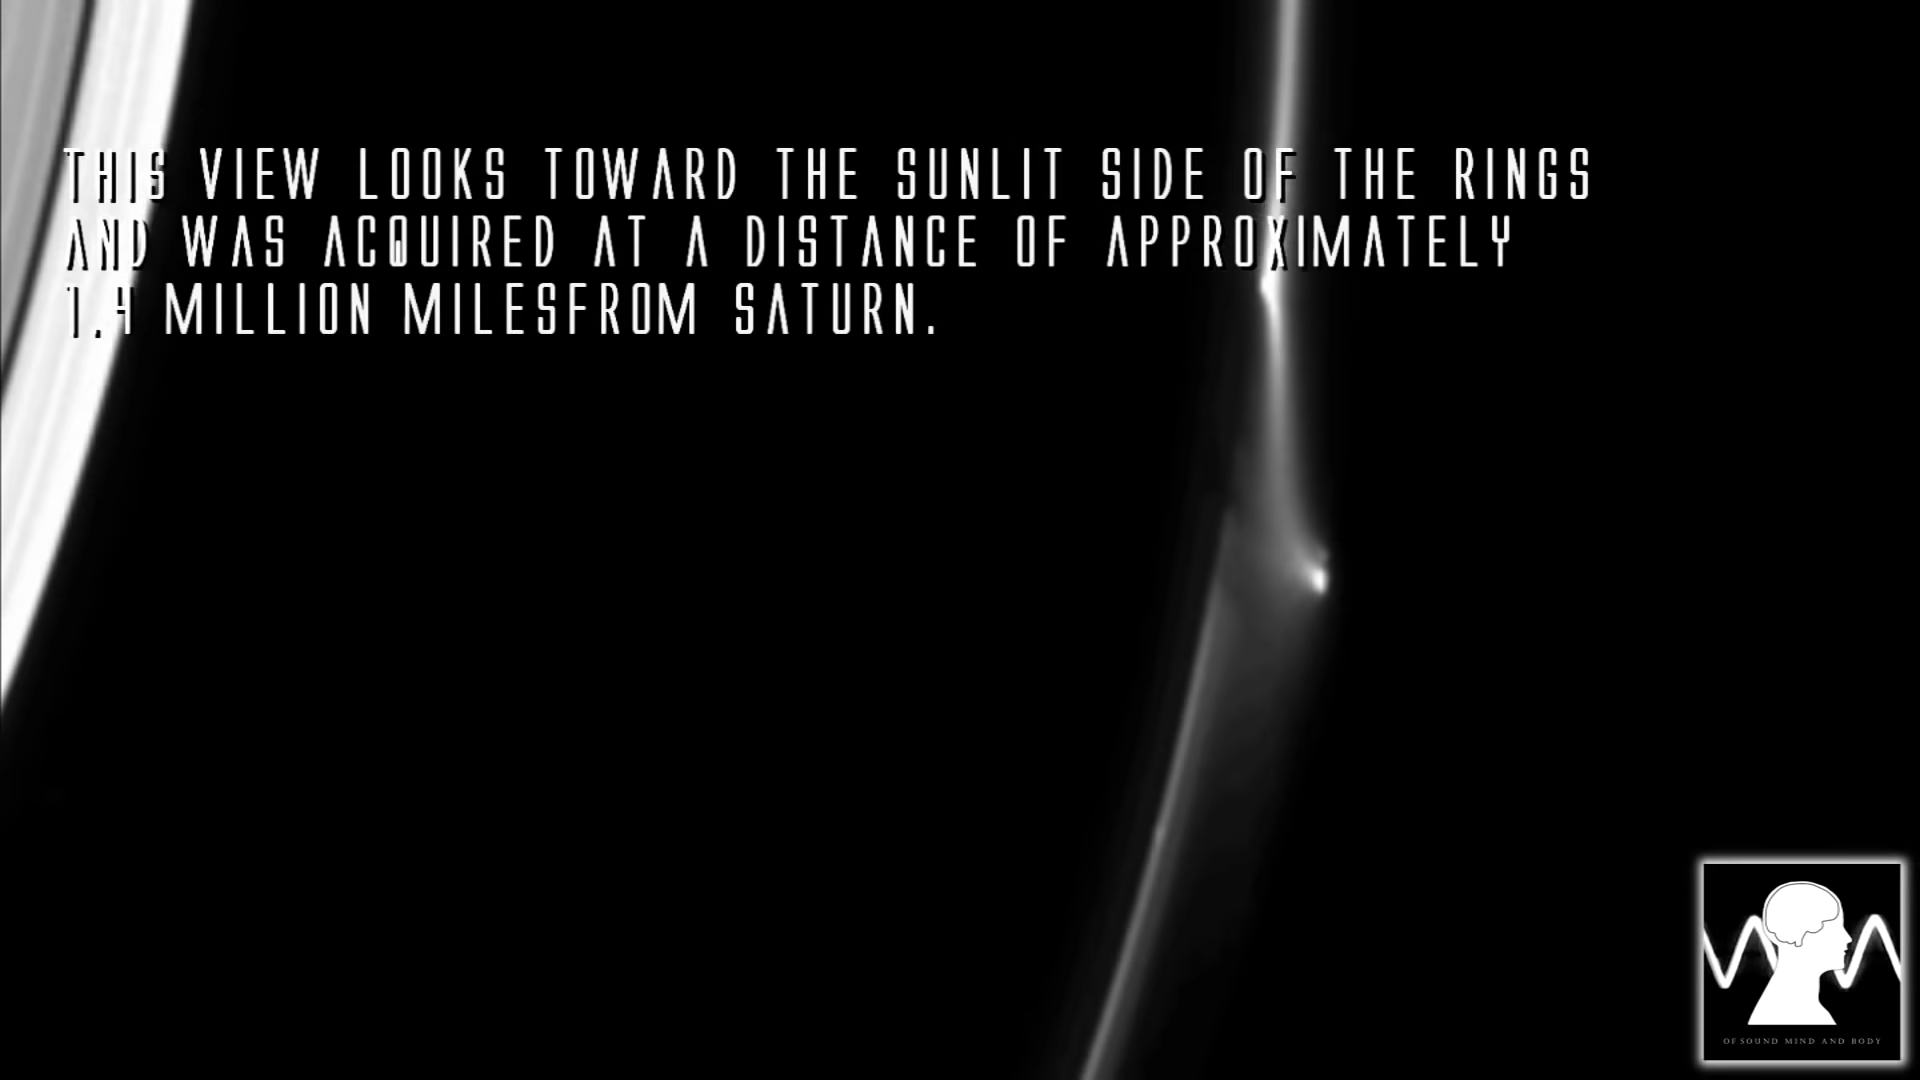 THIS VIEW LOOKS TOWARD THE SUNLIT SIDE OF THE RINGS
AND WAS ACQUIRED AT A DISTANCE OF APPROXIMATELY
1.4 MILLION MILESFROM SATURN.
OF SOUND MIND AND BODY